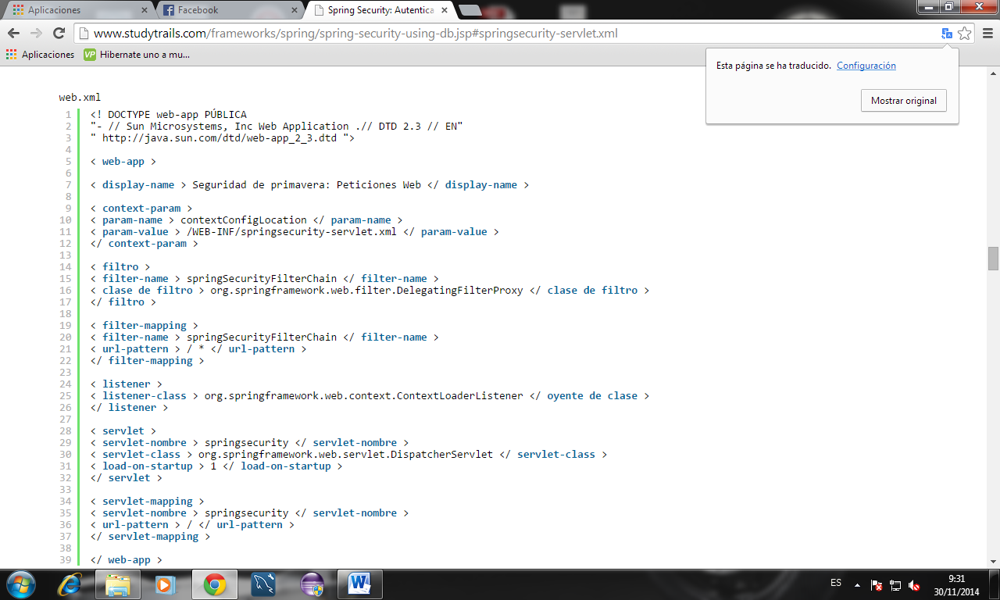 Aplicaciones
Facebook
Spring Security: Autentica
www.studytrails.com/frameworks/spring/spring-security-using-db.jsp#springsecurity-servlet.xml
Aplicaciones
VP Hibernate uno a mu...
Esta página se ha traducido. Configuración
Mostrar original
web.xml
1 <! DOCTYPE web-app PÚBLICA
2 "- // Sun Microsystems, Inc Web Application .// DTD 2.3 // EN"
3 " http://java.sun.com/dtd/web-app_2_3.dtd ">
4
5 < web-app >
6
7 < display-name > Seguridad de primavera: Peticiones Web </ display-name >
8
9 < context-param >
10 < param-name > contextConfigLocation </ param-name >
11 < param-value > /WEB-INF/springsecurity-servlet.xml </ param-value >
12 </ context-param >
13
14 < filtro >
15 < filter-name > springSecurityFilterChain </ filter-name >
16 < clase de filtro > org.springframework.web.filter.DelegatingFilterProxy </ clase de filtro >
17 </ filtro >
18
19 < filter-mapping >
20 < filter-name > springSecurityFilterChain </ filter-name >
21 < url-pattern > / * </ url-pattern >
22 </ filter-mapping >
23
24 < listener >
25 < listener-class > org.springframework.web.context.ContextLoaderListener </ oyente de clase >
26 </ listener >
27
28 < servlet >
29 < servlet-nombre > springsecurity </ servlet-nombre >
30 < servlet-class > org.springframework.web.servlet.DispatcherServlet </ servlet-class >
31 < load-on-startup > 1 </ load-on-startup >
32 </ servlet >
33
34 < servlet-mapping >
35 < servlet-nombre > springsecurity </ servlet-nombre >
36 < url-pattern > / </ url-pattern >
37 </ servlet-mapping >
38
39 </ web-app >
ES
9:31
30/11/2014